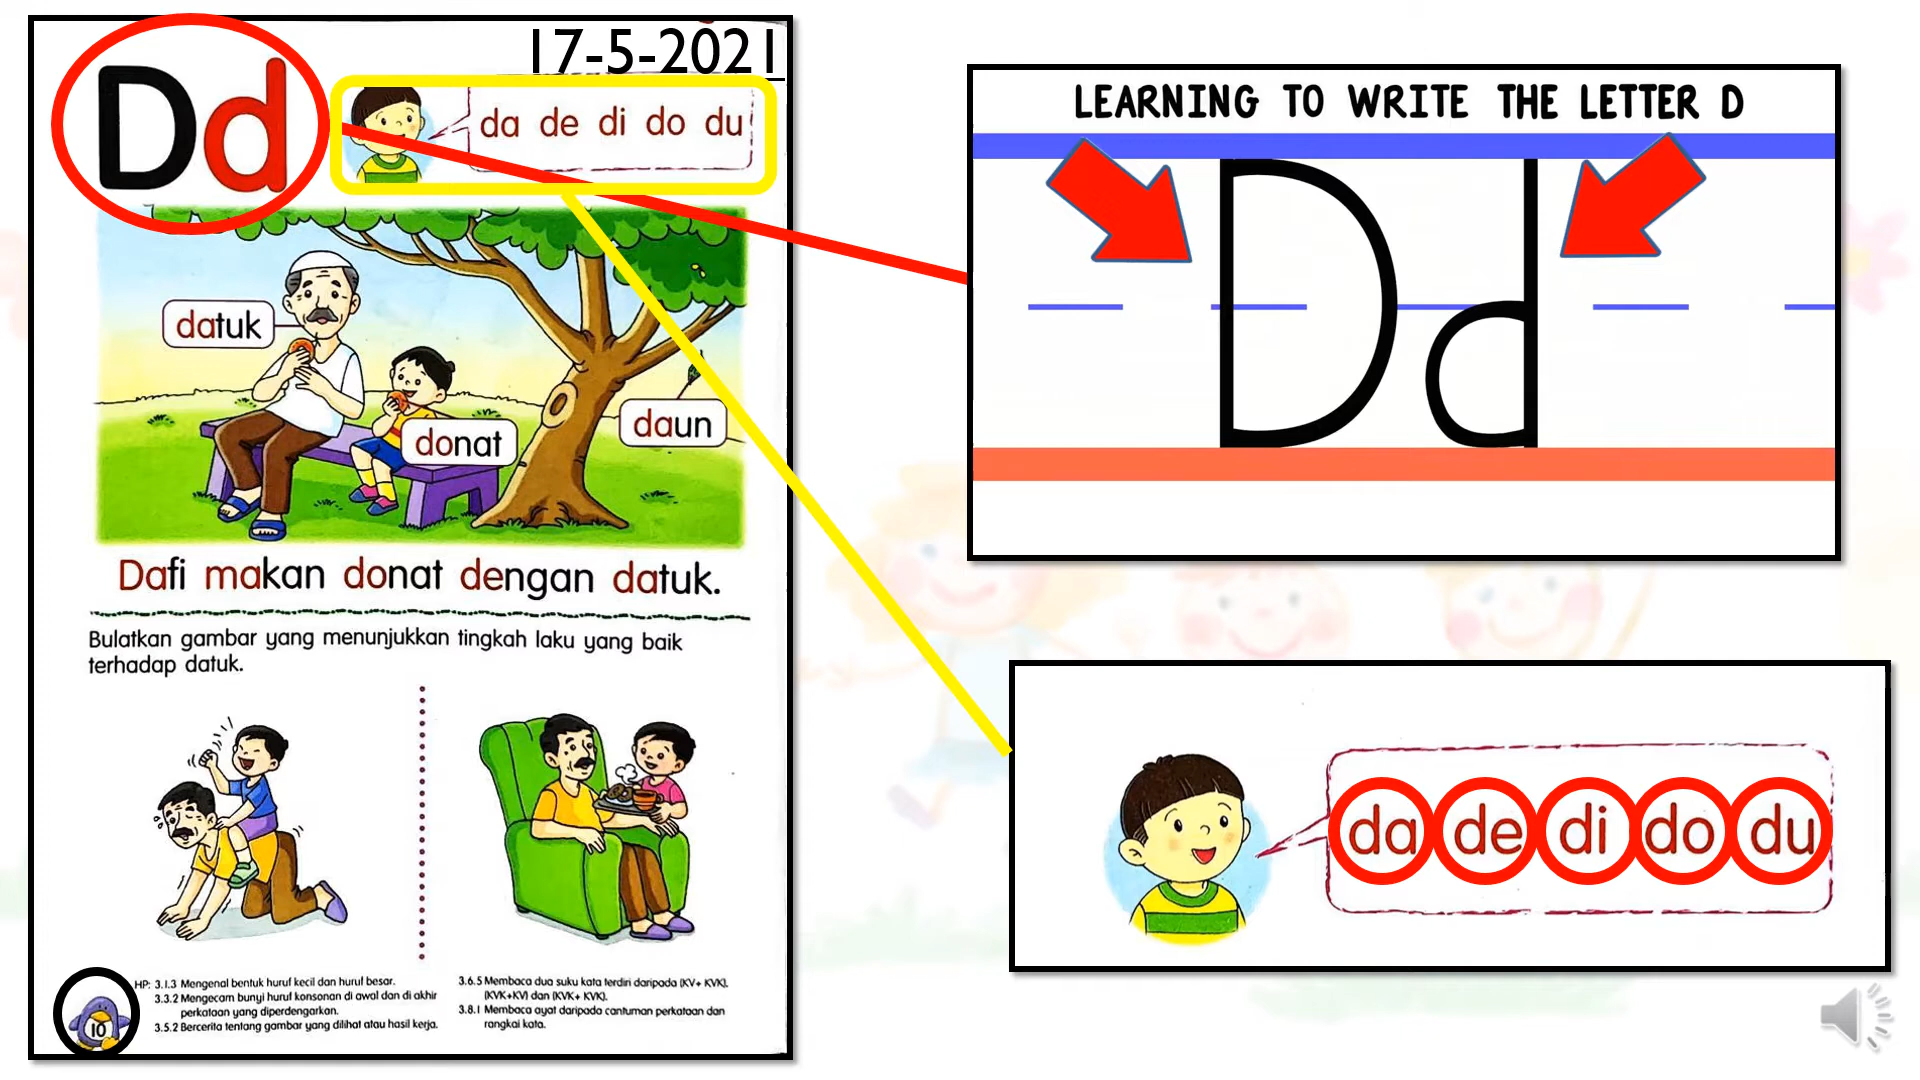 17-5-2021
Dd
da de di do du
datuk
donat
daun
Dafi makan donat dengan datuk.
Bulatkan gambar yang menunjukkan tingkah laku yang baik
terhadap datuk.
HP: 3.1.3 Mengenal bentuk huruf kecil dan huruf besar.
3.3.2 Mengecam bunyi huruf konsonan di awal dan di akhir
perkataan yang diperdengarkan.
3.5.2 Bercerita tentang gambar yang dilihat atau hasil kerja.
3.6.5 Membaca dua suku kata terdiri daripada (KV+ KVK),
(KVK+KV) dan (KVK+ KVK).
3.8.1 Membaca ayat daripada cantuman perkataan dan
rangkai kata.
10
LEARNING TO WRITE THE LETTER D
Dd
da de di do du